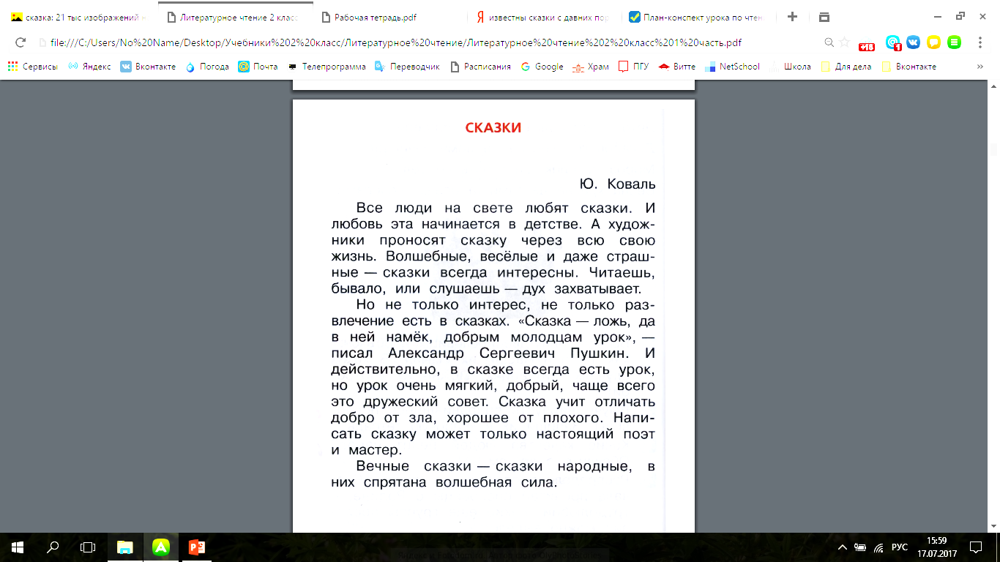 сказка: 21 тыс изображений н
Литературное чтение 2 класс
Рабочая тетрадь.pdf
известны сказки с давних пор
План-конспект урока по чтен
file:///C:/Users/No%20Name/Desktop/Учебники%202%20класс/Литературное%20чтение/Литературное%20чтение%202%20класс%201%20часть.pdf
+18
1
Сервисы Яндекс Вконтакте Погода Почта Телепрограмма Переводчик Расписания Google Храм ПГУ Витте NetSchool Школа Для дела Вконтакте »
СКАЗКИ
Ю. Коваль
Все люди на свете любят сказки. И
любовь эта начинается в детстве. А худож-
ники проносят сказку через всю свою
жизнь. Волшебные, весёлые и даже страш-
ные — сказки всегда интересны. Читаешь,
бывало, или слушаешь — дух захватывает.
Но не только интерес, не только раз-
влечение есть в сказках. «Сказка — ложь, да
в ней намёк, добрым молодцам урок», —
писал Александр Сергеевич Пушкин. И
действительно, в сказке всегда есть урок,
но урок очень мягкий, добрый, чаще всего
это дружеский совет. Сказка учит отличать
добро от зла, хорошее от плохого. Напи-
сать сказку может только настоящий поэт
и мастер.
Вечные сказки — сказки народные, в
них спрятана волшебная сила.
РУС
15:59
17.07.2017